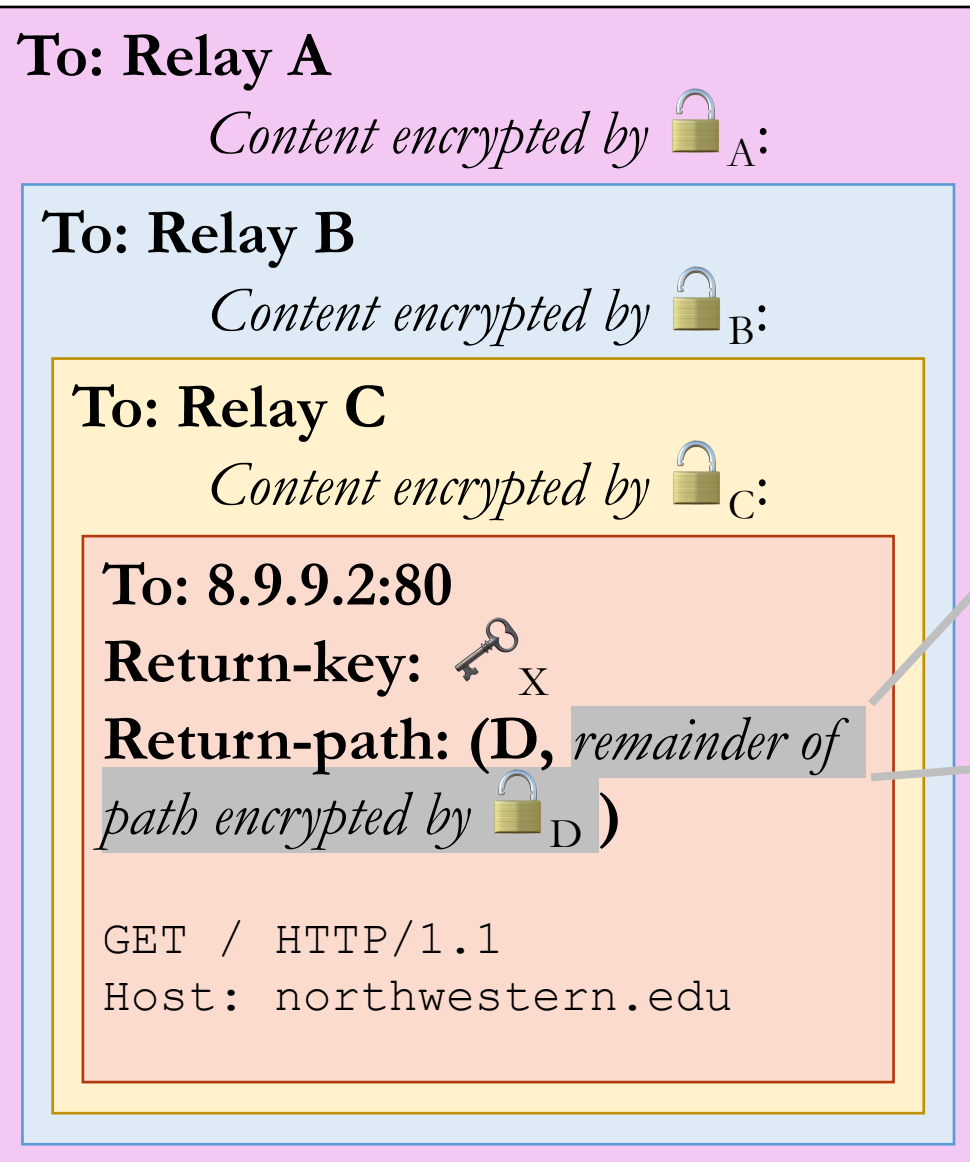 To: Relay A
Content encrypted by A:
To: Relay B
Content encrypted by B:
To: Relay C
Content encrypted by C:
To: 8.9.9.2:80
Return-key: X
Return-path: (D, remainder of
path encrypted by D )
GET / HTTP/1.1
Host: northwestern.edu